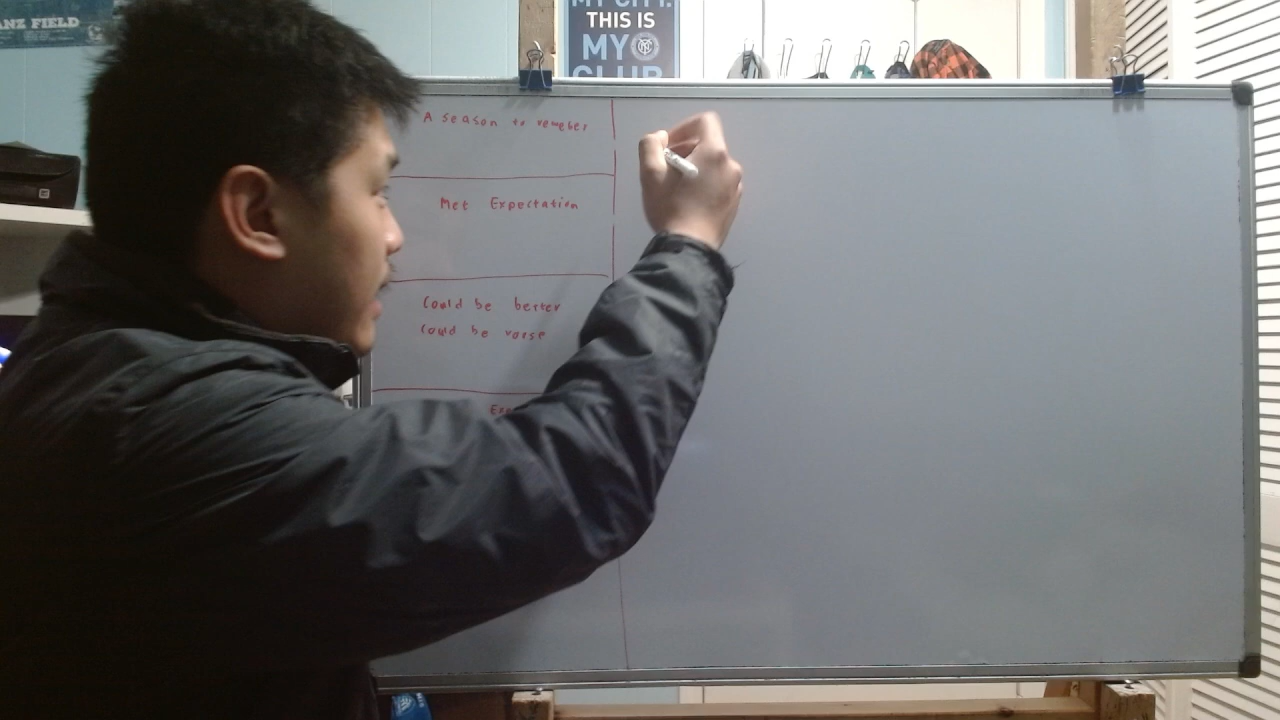 ANZ FIELD
MY CITY.
THIS IS
MY
CLUB
A season to remeber
Met Expectation
Could be better
Could be worse